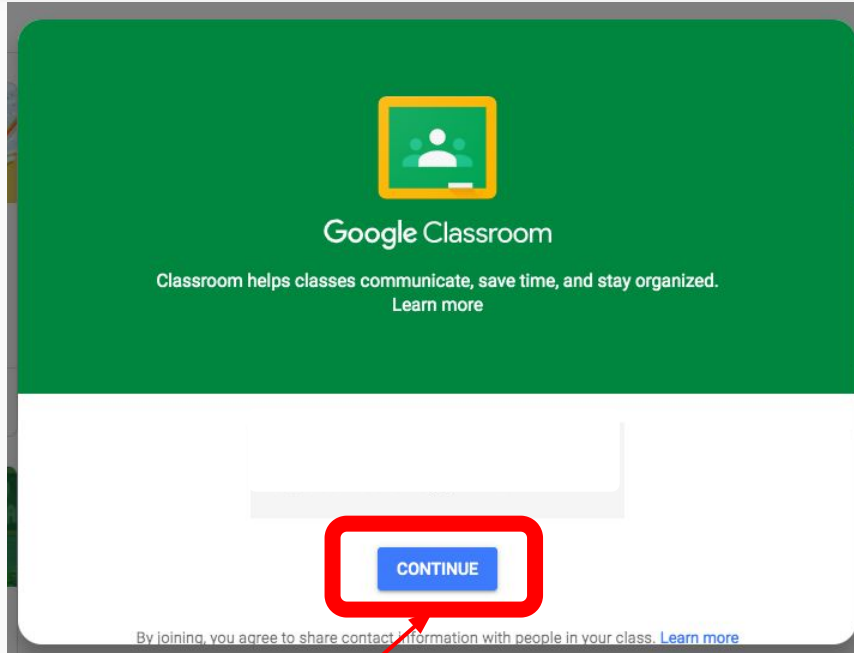 Google Classroom
Classroom helps classes communicate, save time, and stay organized.
Learn more
CONTINUE
By joining, you agree to share contact information with people in your class. Learn more